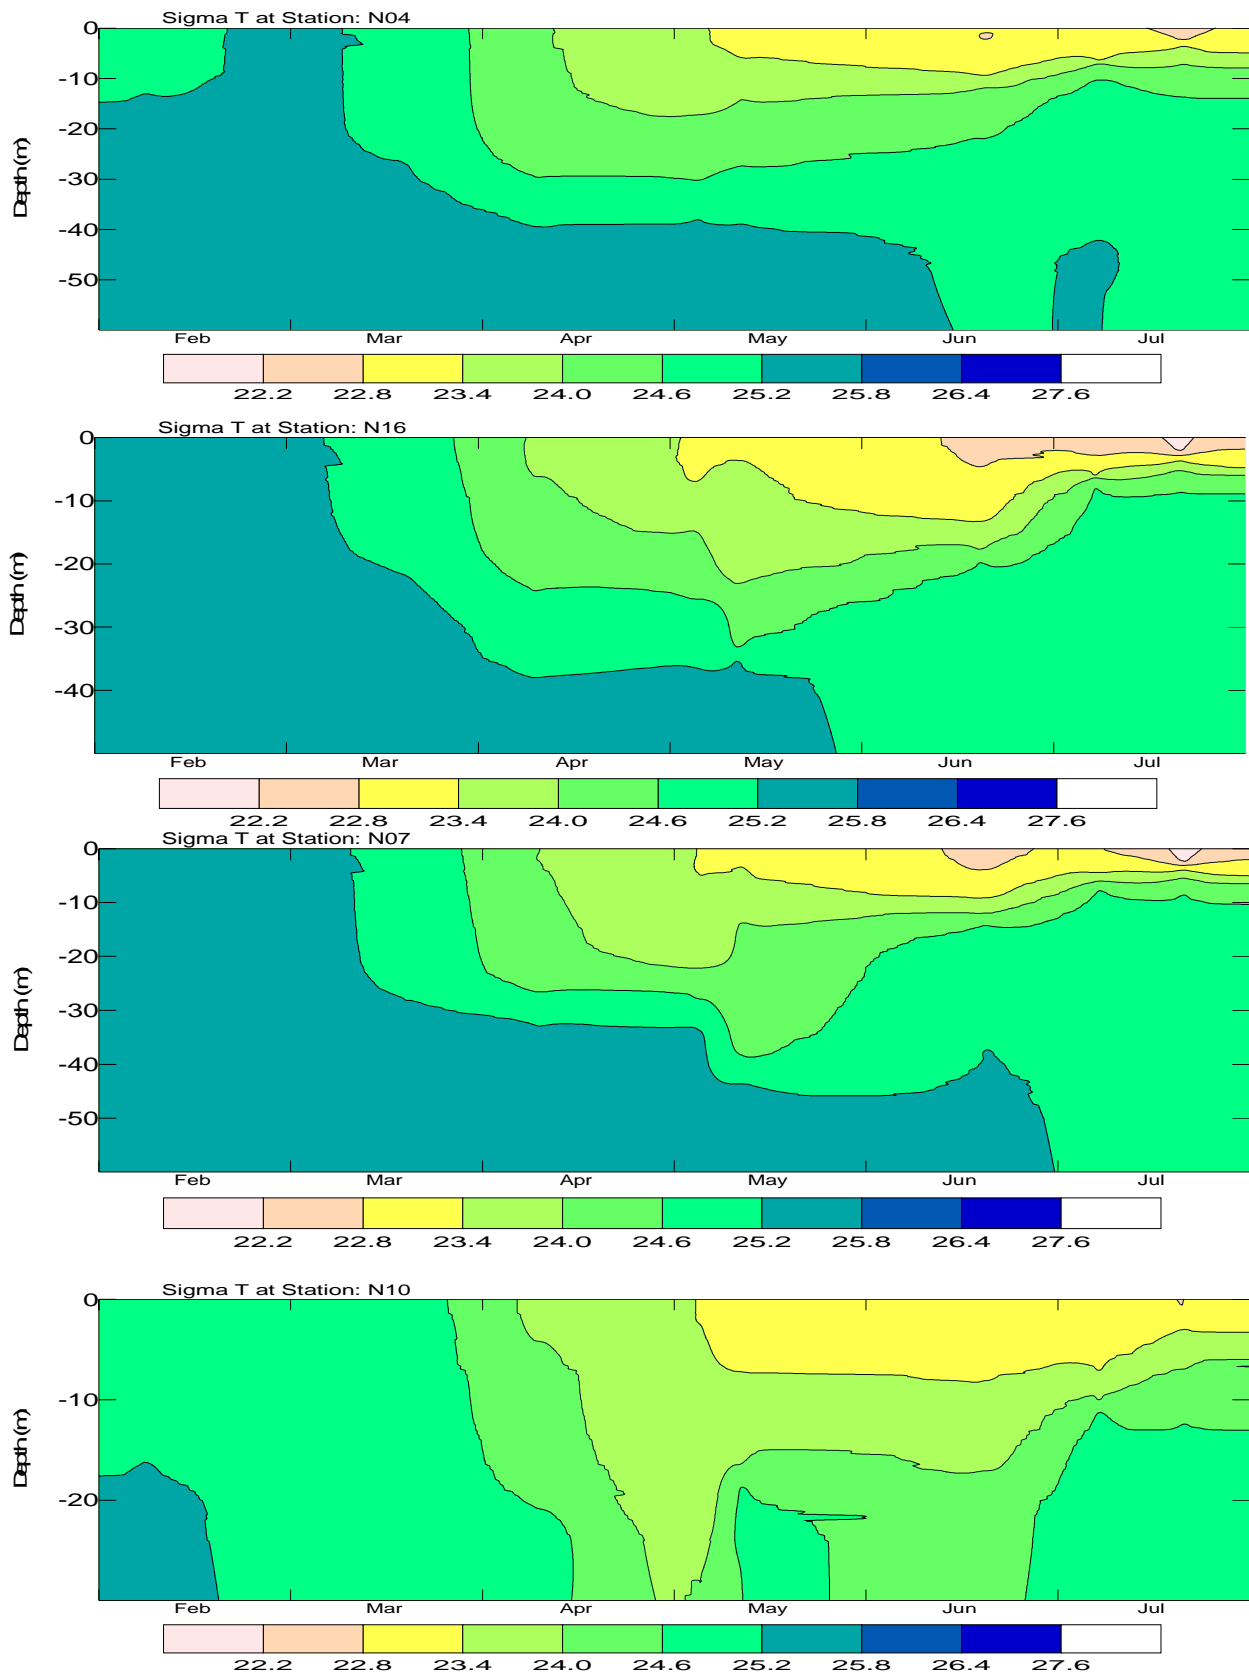 Sigma T at Station: N04
0
-10
-20
-30
-40
-50
Depth (m)
Feb Mar Apr May Jun Jul
22.2 22.8 23.4 24.0 24.6 25.2 25.8 26.4 27.6
Sigma T at Station: N16
0
-10
-20
-30
-40
Depth (m)
Feb Mar Apr May Jun Jul
22.2 22.8 23.4 24.0 24.6 25.2 25.8 26.4 27.6
Sigma T at Station: N07
0
-10
-20
-30
-40
-50
Depth (m)
Feb Mar Apr May Jun Jul
22.2 22.8 23.4 24.0 24.6 25.2 25.8 26.4 27.6
Sigma T at Station: N10
0
-10
-20
Depth (m)
Feb Mar Apr May Jun Jul
22.2 22.8 23.4 24.0 24.6 25.2 25.8 26.4 27.6